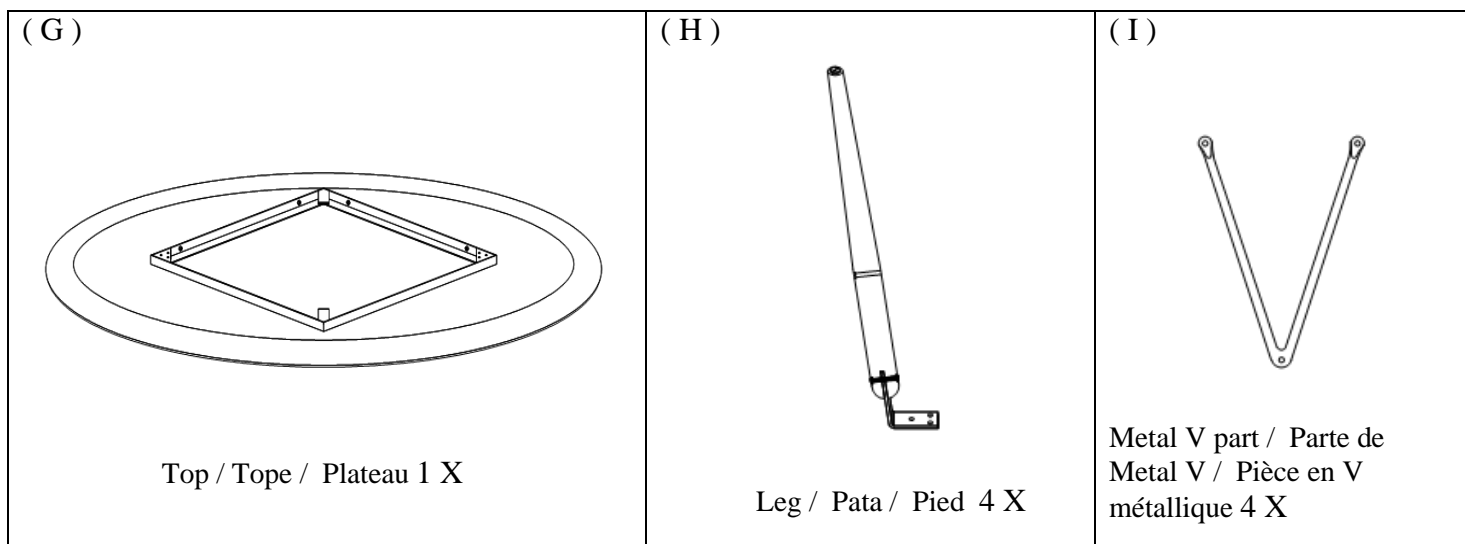 ( G )
Top / Tope / Plateau 1 X
( H )
Leg / Pata / Pied 4 X
( I )
Metal V part / Parte de
Metal V / Pièce en V
métallique 4 X